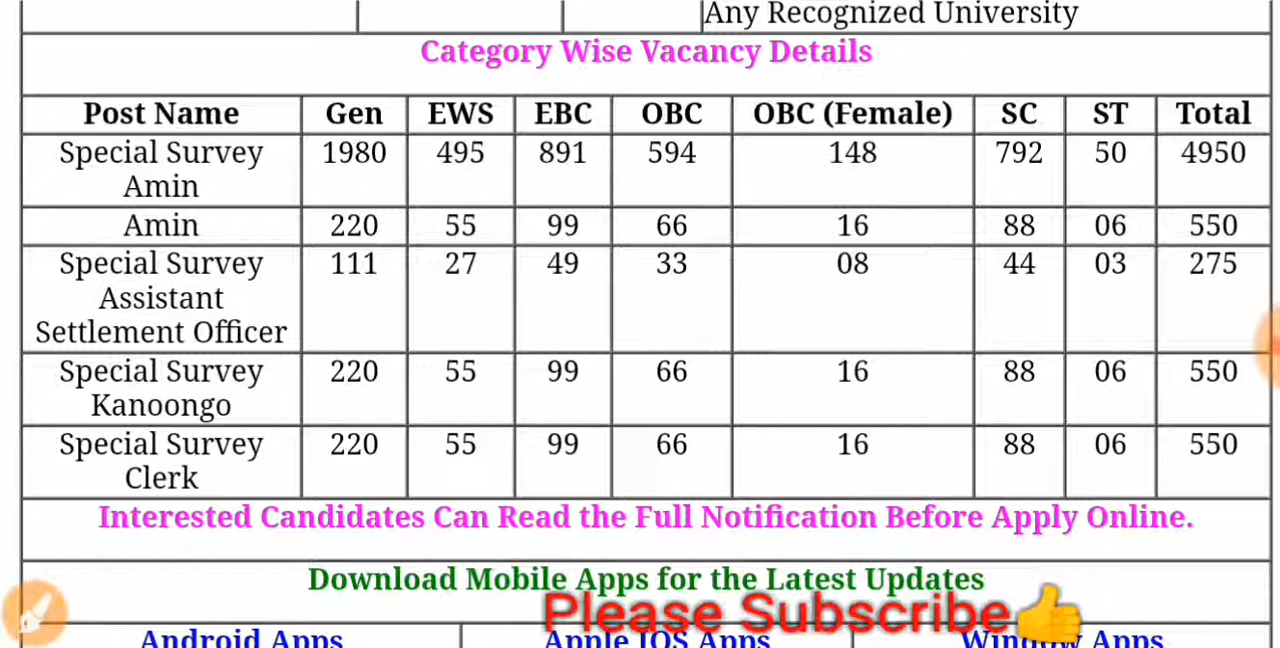 Any Recognized University
Category Wise Vacancy Details
Post Name Gen EWS EBC OBC OBC (Female) SC ST Total
Special Survey Amin 1980 495 891 594 148 792 50 4950
Amin 220 55 99 66 16 88 06 550
Special Survey Assistant Settlement Officer 111 27 49 33 08 44 03 275
Special Survey Kanoongo 220 55 99 66 16 88 06 550
Special Survey Clerk 220 55 99 66 16 88 06 550
Interested Candidates Can Read the Full Notification Before Apply Online.
Download Mobile Apps for the Latest Updates
Please Subscribe
Android Apps Apple IOS Apps Window Apps